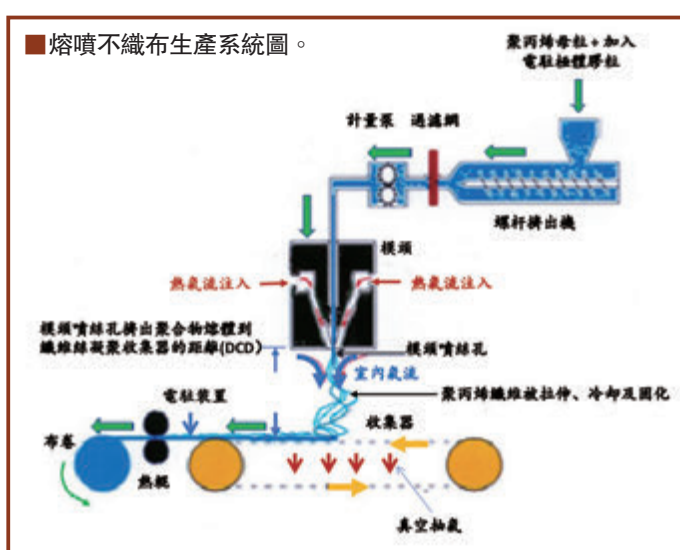 ■熔噴不織布生產系統圖。
聚丙烯母粒+加入
電駐極體膠粒
計量泵 過濾網
螺杆擠出機
模頭
熱氣流注入
熱氣流注入
模頭噴絲孔擠出聚合物熔體到
纖維絲凝聚收集器的距離(DCD)
模頭噴絲孔
室內氣流
聚丙烯纖維被拉伸、冷卻及固化
電駐裝置
收集器
布卷
熱輥
真空抽氣